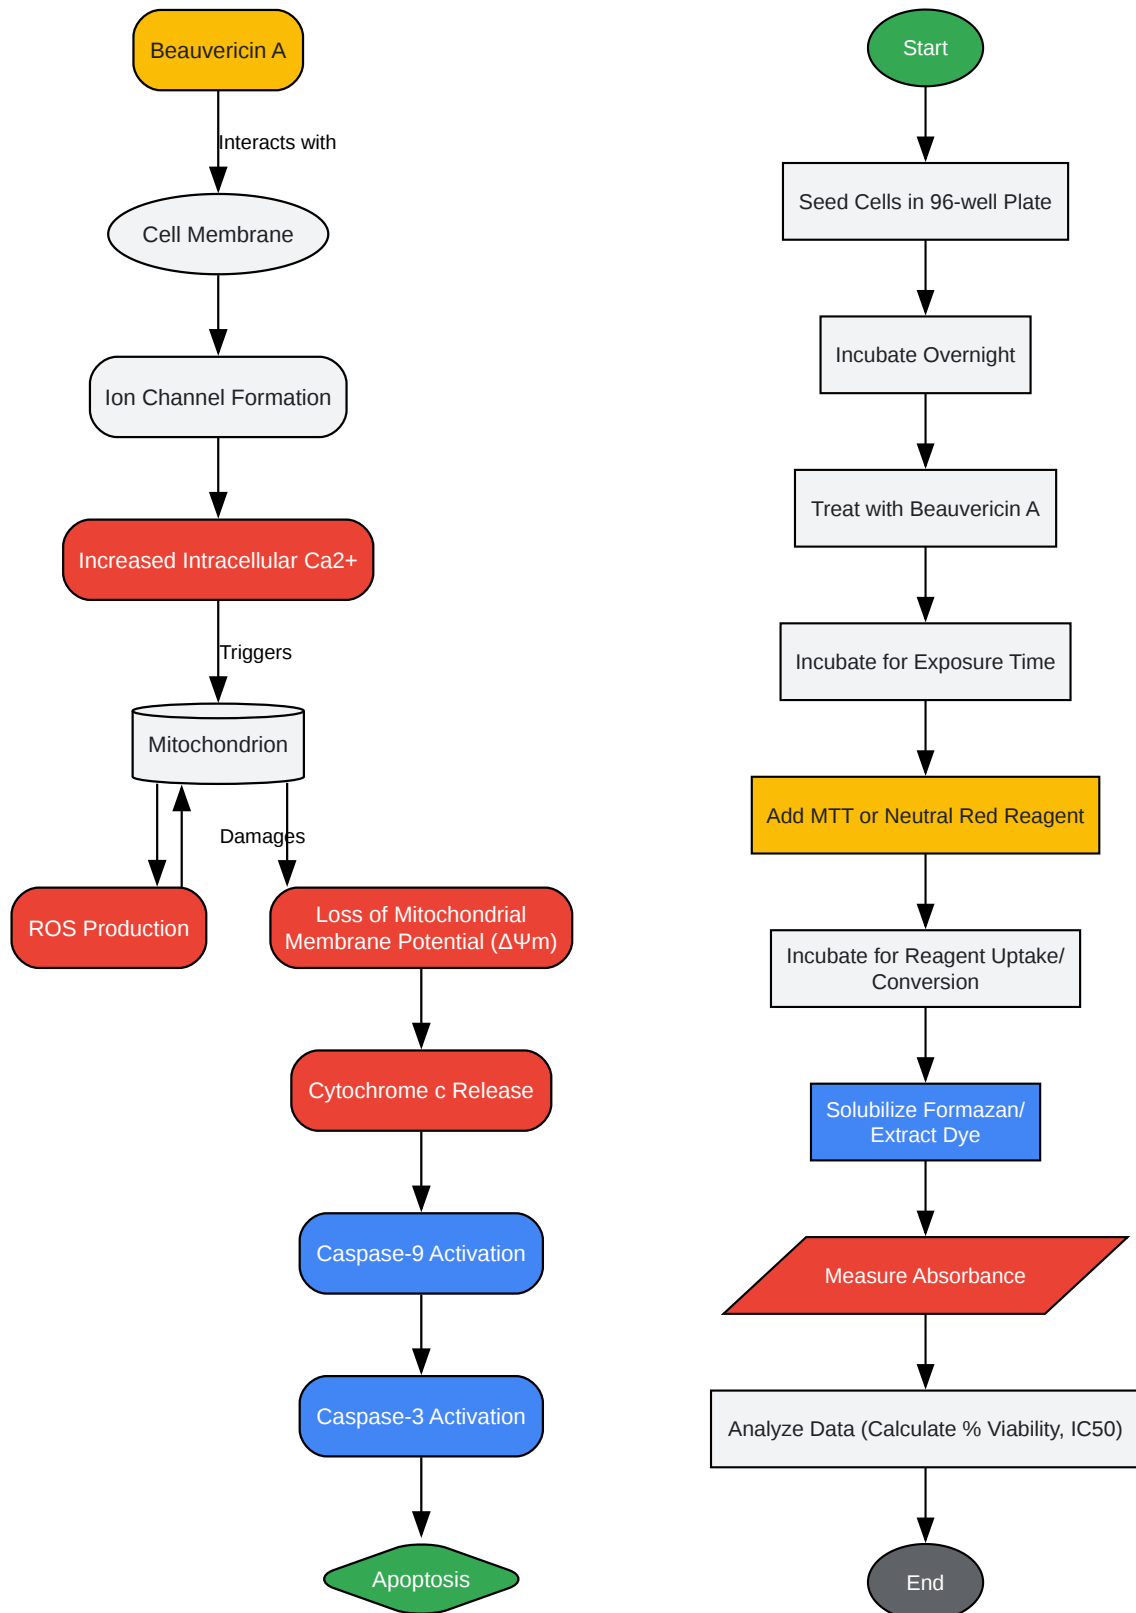 Beauvericin A
Interacts with
Cell Membrane
Ion Channel Formation
Increased Intracellular Ca2+
Triggers
Mitochondrion
Damages
ROS Production
Loss of Mitochondrial
Membrane Potential (ΔΨm)
Cytochrome c Release
Caspase-9 Activation
Caspase-3 Activation
Apoptosis
Start
Seed Cells in 96-well Plate
Incubate Overnight
Treat with Beauvericin A
Incubate for Exposure Time
Add MTT or Neutral Red Reagent
Incubate for Reagent Uptake/
Conversion
Solubilize Formazan/
Extract Dye
Measure Absorbance
Analyze Data (Calculate % Viability, IC50)
End